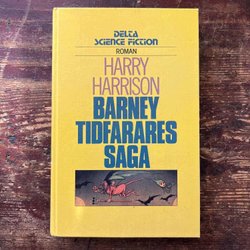 DELTA
SCIENCE FICTION
ROMAN
HARRY
HARRISON
BARNEY
TIDFARARES
SAGA